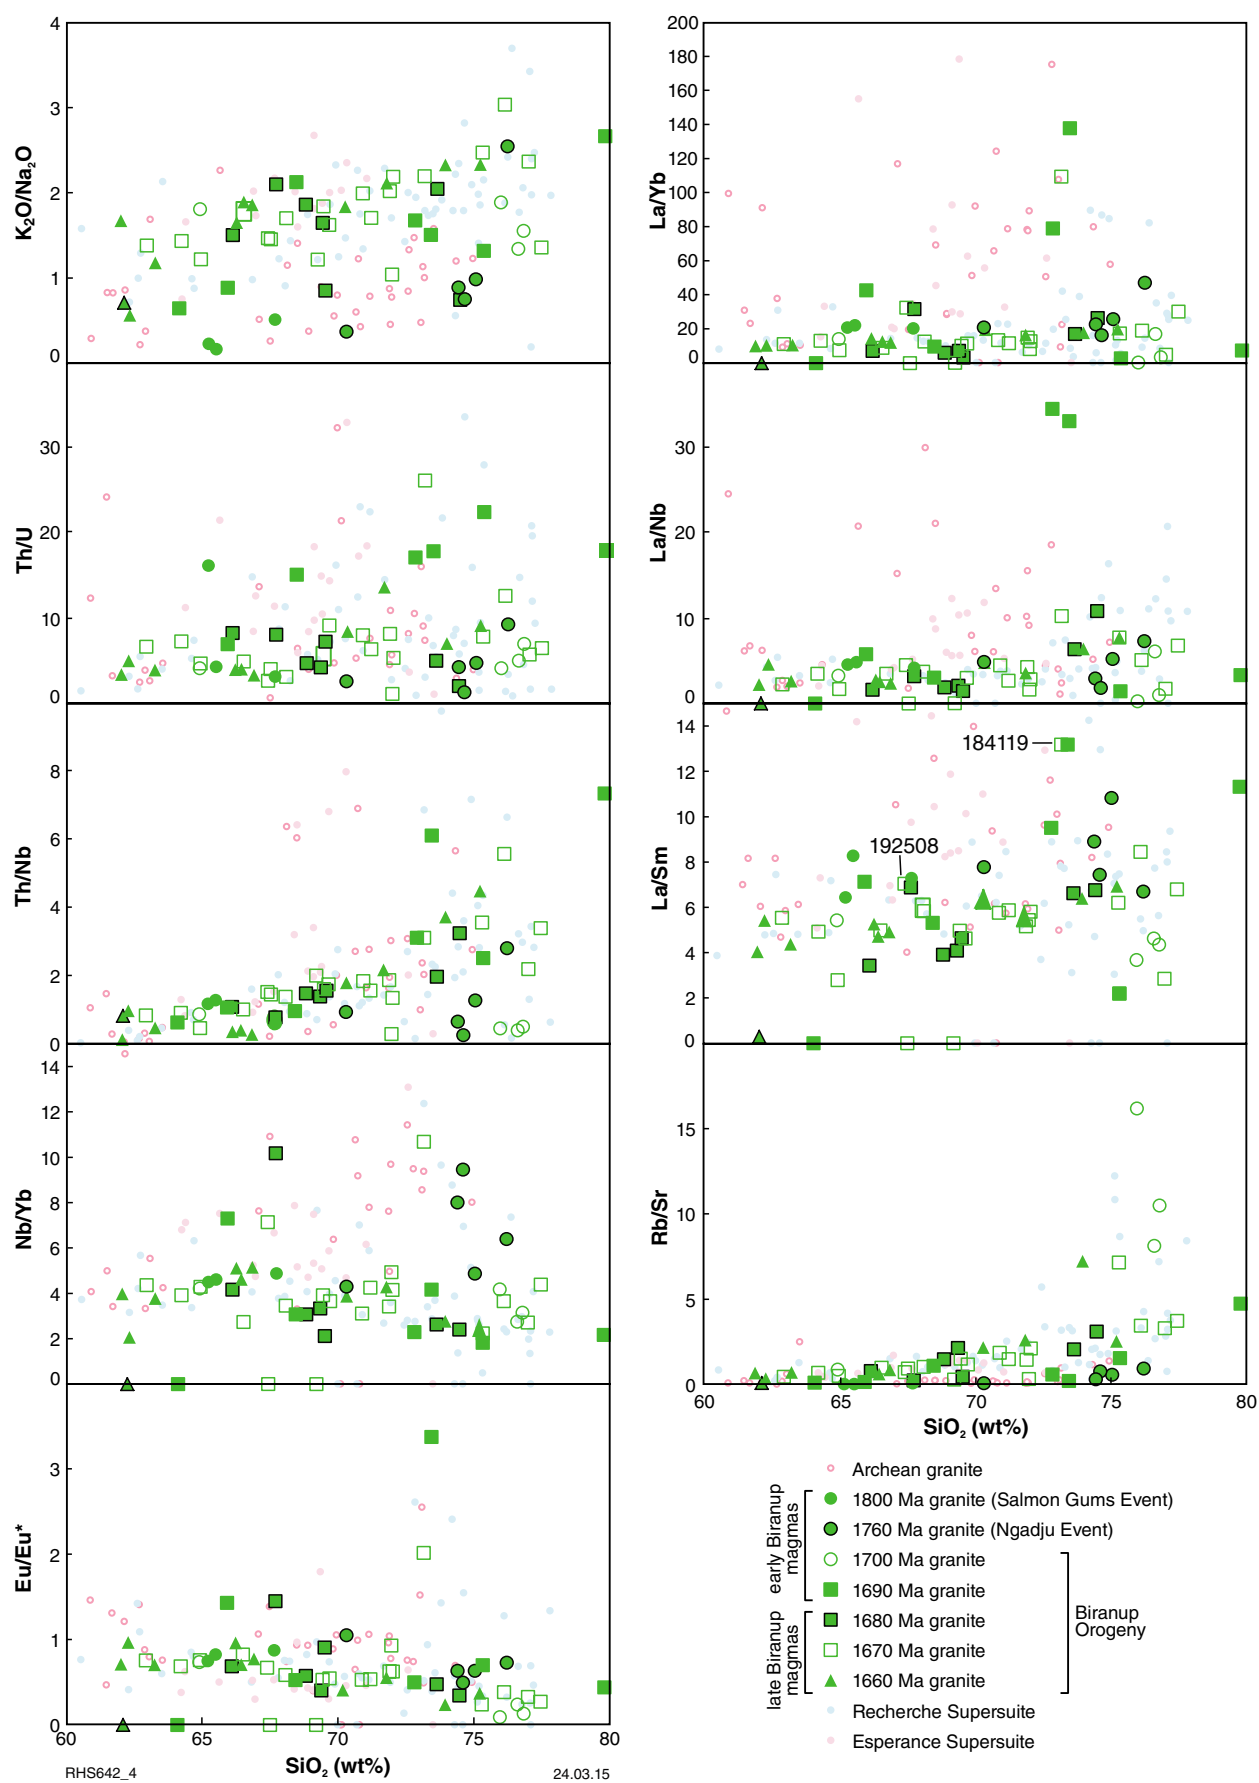 4
3
2
1
0
K₂O/Na₂O
30
20
10
0
Th/U
8
6
4
2
0
Th/Nb
14
12
10
8
6
4
2
0
Nb/Yb
3
2
1
0
Eu/Eu*
60
65
70
75
80
SiO₂ (wt%)
RHS642_4
24.03.15
200
180
160
140
120
100
80
60
40
20
0
La/Yb
30
20
10
0
La/Nb
14
12
10
8
6
4
2
0
La/Sm
184119
192508
15
10
5
0
Rb/Sr
60
65
70
75
80
SiO₂ (wt%)
Archean granite
1800 Ma granite (Salmon Gums Event)
1760 Ma granite (Ngadju Event)
1700 Ma granite
1690 Ma granite
1680 Ma granite
1670 Ma granite
1660 Ma granite
Recherche Supersuite
Esperance Supersuite
early Biranup
magmas
late Biranup
magmas
Biranup
Orogeny